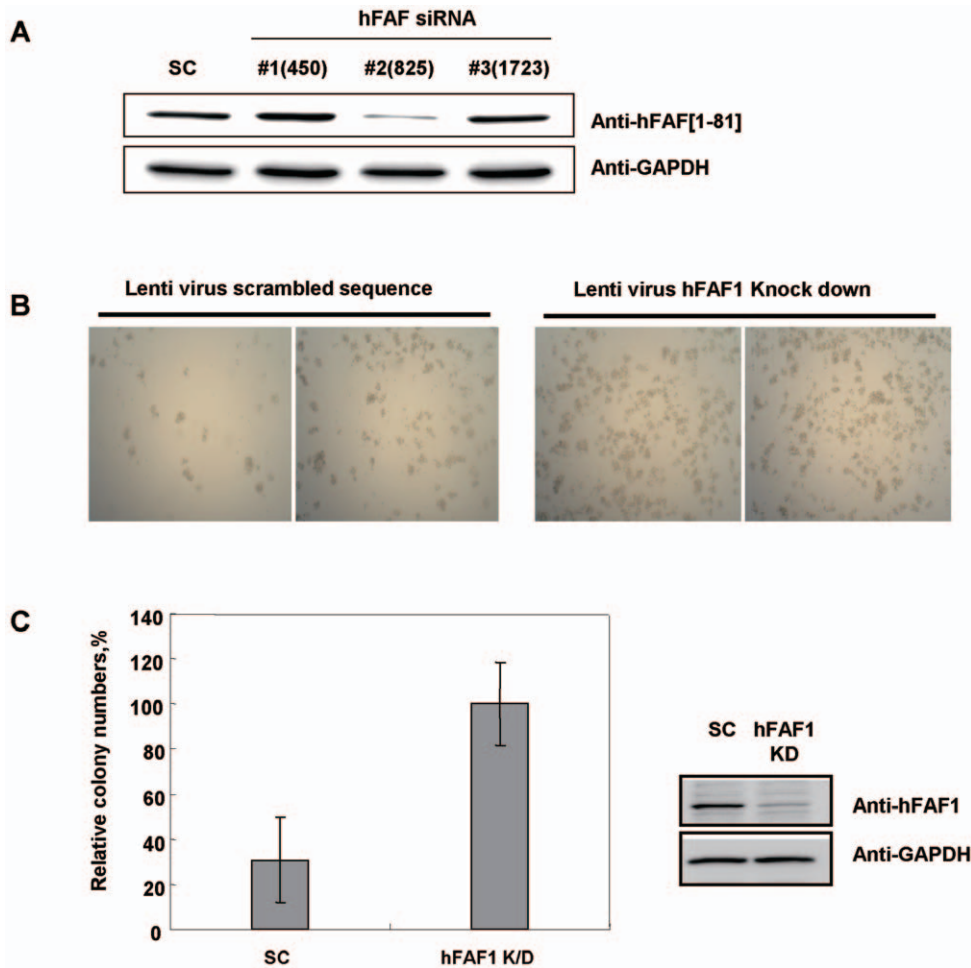 A
hFAF siRNA
SC #1(450) #2(825) #3(1723)
Anti-hFAF[1-81]
Anti-GAPDH
B
Lenti virus scrambled sequence
Lenti virus hFAF1 Knock down
C
Relative colony numbers,%
140
120
100
80
60
40
20
0
SC
hFAF1 K/D
SC hFAF1
KD
Anti-hFAF1
Anti-GAPDH